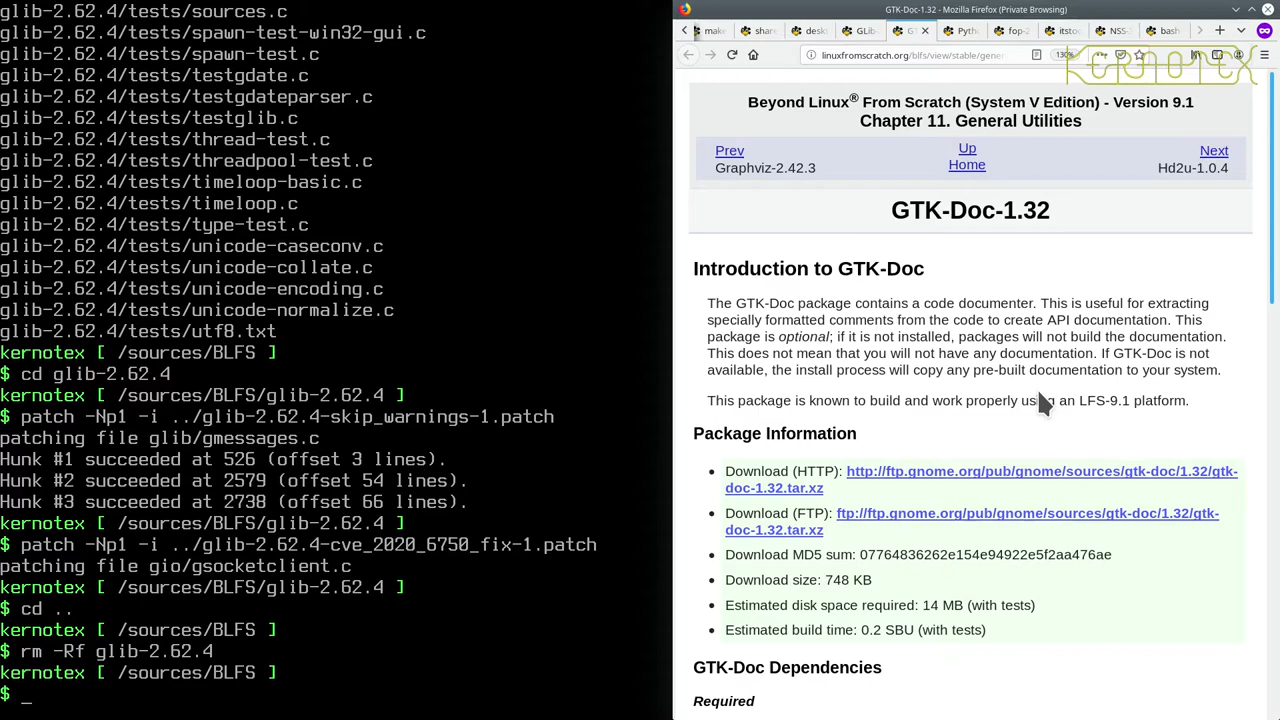 glib-2.62.4/tests/sources.c
glib-2.62.4/tests/spawn-test-win32-gui.c
glib-2.62.4/tests/spawn-test.c
glib-2.62.4/tests/testgdate.c
glib-2.62.4/tests/testgdateparser.c
glib-2.62.4/tests/testglib.c
glib-2.62.4/tests/thread-test.c
glib-2.62.4/tests/threadpool-test.c
glib-2.62.4/tests/timeloop-basic.c
glib-2.62.4/tests/timeloop.c
glib-2.62.4/tests/type-test.c
glib-2.62.4/tests/unicode-caseconv.c
glib-2.62.4/tests/unicode-collate.c
glib-2.62.4/tests/unicode-encoding.c
glib-2.62.4/tests/unicode-normalize.c
glib-2.62.4/tests/utf8.txt
kernotex [ /sources/BLFS ]
$ cd glib-2.62.4
kernotex [ /sources/BLFS/glib-2.62.4 ]
$ patch -Np1 -i ../glib-2.62.4-skip_warnings-1.patch
patching file glib/gmessages.c
Hunk #1 succeeded at 526 (offset 3 lines).
Hunk #2 succeeded at 2579 (offset 54 lines).
Hunk #3 succeeded at 2738 (offset 66 lines).
kernotex [ /sources/BLFS/glib-2.62.4 ]
$ patch -Np1 -i ../glib-2.62.4-cve_2020_6750_fix-1.patch
patching file gio/gsocketclient.c
kernotex [ /sources/BLFS/glib-2.62.4 ]
$ cd ..
kernotex [ /sources/BLFS ]
$ rm -Rf glib-2.62.4
kernotex [ /sources/BLFS ]
$ _
GTK-Doc-1.32 - Mozilla Firefox (Private Browsing)
make share desk GLib- GT Pyth fop-2 itstoo NSS- bash
linuxfromscratch.org/blfs/view/stable/gene 130%
KERNOTEX
Beyond Linux® From Scratch (System V Edition) - Version 9.1
Chapter 11. General Utilities
Prev Up Next
Graphviz-2.42.3 Home Hd2u-1.0.4
GTK-Doc-1.32
Introduction to GTK-Doc
The GTK-Doc package contains a code documenter. This is useful for extracting
specially formatted comments from the code to create API documentation. This
package is optional; if it is not installed, packages will not build the documentation.
This does not mean that you will not have any documentation. If GTK-Doc is not
available, the install process will copy any pre-built documentation to your system.
This package is known to build and work properly using an LFS-9.1 platform.
Package Information
• Download (HTTP): http://ftp.gnome.org/pub/gnome/sources/gtk-doc/1.32/gtk-
doc-1.32.tar.xz
• Download (FTP): ftp://ftp.gnome.org/pub/gnome/sources/gtk-doc/1.32/gtk-
doc-1.32.tar.xz
• Download MD5 sum: 07764836262e154e94922e5f2aa476ae
• Download size: 748 KB
• Estimated disk space required: 14 MB (with tests)
• Estimated build time: 0.2 SBU (with tests)
GTK-Doc Dependencies
Required